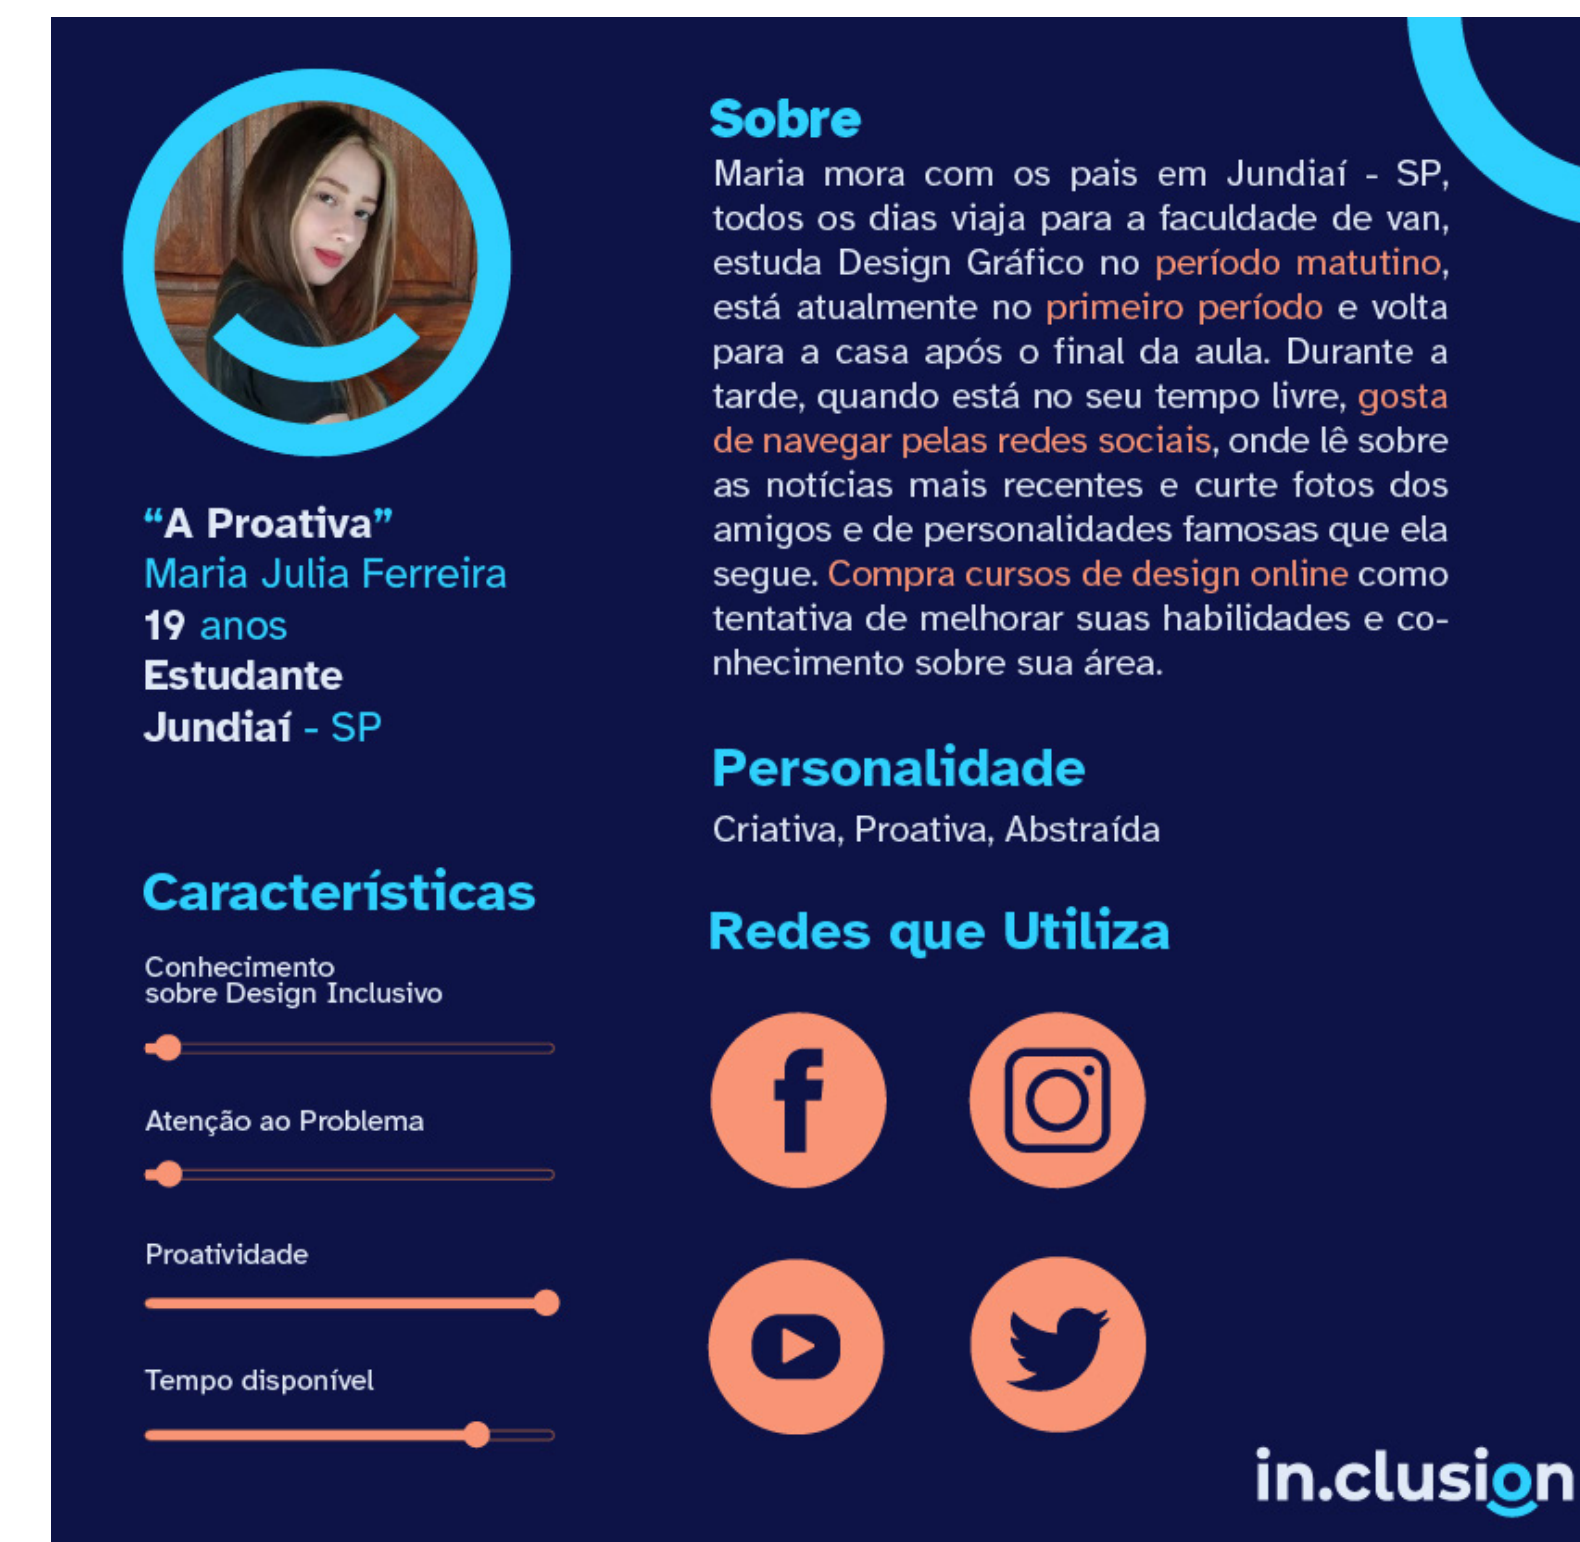 “A Proativa”
Maria Julia Ferreira
19 anos
Estudante
Jundiaí - SP
Características
Conhecimento
sobre Design Inclusivo
Atenção ao Problema
Proatividade
Tempo disponível
Sobre
Maria mora com os pais em Jundiaí - SP,
todos os dias viaja para a faculdade de van,
estuda Design Gráfico no período matutino,
está atualmente no primeiro período e volta
para a casa após o final da aula. Durante a
tarde, quando está no seu tempo livre, gosta
de navegar pelas redes sociais, onde lê sobre
as notícias mais recentes e curte fotos dos
amigos e de personalidades famosas que ela
segue. Compra cursos de design online como
tentativa de melhorar suas habilidades e co-
nhecimento sobre sua área.
Personalidade
Criativa, Proativa, Abstraída
Redes que Utiliza
in.clusion